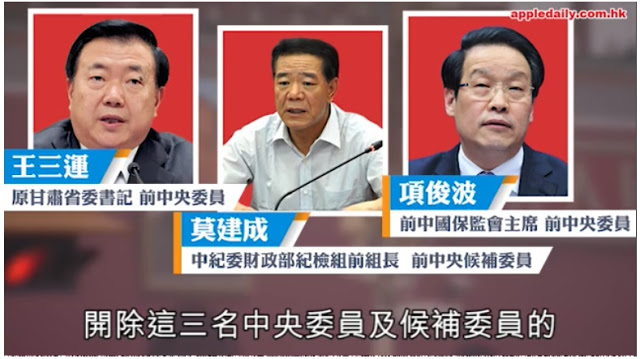 appledaily.com.hk
王三運
原甘肅省委書記 前中央委員
莫建成
中紀委財政部紀檢組前組長 前中央候補委員
項俊波
前中國保監會主席 前中央委員
開除這三名中央委員及候補委員的